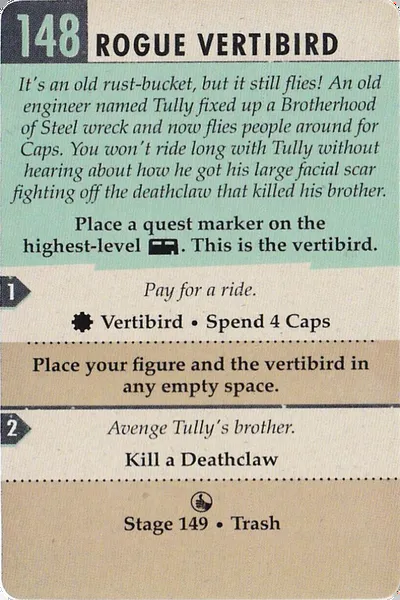 148 ROGUE VERTIBIRD
It's an old rust-bucket, but it still flies! An old
engineer named Tully fixed up a Brotherhood
of Steel wreck and now flies people around for
Caps. You won't ride long with Tully without
hearing about how he got his large facial scar
fighting off the deathclaw that killed his brother.
Place a quest marker on the
highest-level . This is the vertibird.
1 Pay for a ride.
Vertibird • Spend 4 Caps
Place your figure and the vertibird in
any empty space.
2 Avenge Tully's brother.
Kill a Deathclaw
Stage 149 • Trash